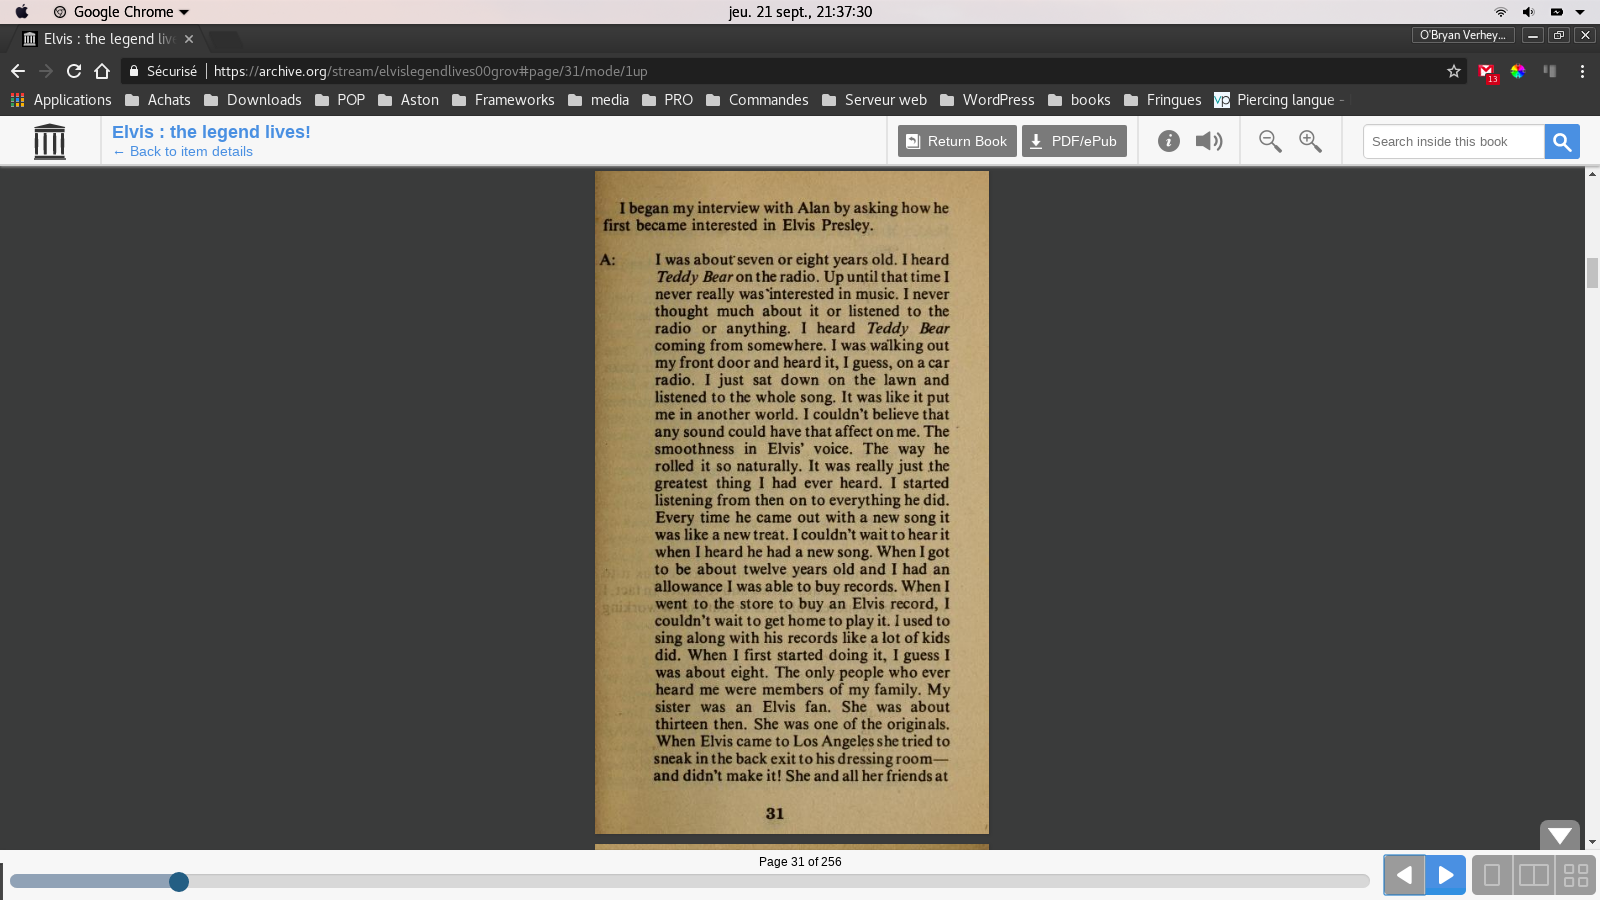 Google Chrome
jeu. 21 sept., 21:37:30
Elvis : the legend live
O'Bryan Verhey...
Sécurisé
https://archive.org/stream/elvislegendlives00grov#page/31/mode/1up
13
Applications Achats Downloads POP Aston Frameworks media PRO Commandes Serveur web WordPress books Fringues vp Piercing langue -
Elvis : the legend lives!
← Back to item details
Return Book
PDF/ePub
Search inside this book
I began my interview with Alan by asking how he
first became interested in Elvis Presley.
A: I was about seven or eight years old. I heard
Teddy Bear on the radio. Up until that time I
never really was interested in music. I never
thought much about it or listened to the
radio or anything. I heard Teddy Bear
coming from somewhere. I was walking out
my front door and heard it, I guess, on a car
radio. I just sat down on the lawn and
listened to the whole song. It was like it put
me in another world. I couldn't believe that
any sound could have that affect on me. The
smoothness in Elvis' voice. The way he
rolled it so naturally. It was really just the
greatest thing I had ever heard. I started
listening from then on to everything he did.
Every time he came out with a new song it
was like a new treat. I couldn't wait to hear it
when I heard he had a new song. When I got
to be about twelve years old and I had an
allowance I was able to buy records. When I
went to the store to buy an Elvis record, I
couldn't wait to get home to play it. I used to
sing along with his records like a lot of kids
did. When I first started doing it, I guess I
was about eight. The only people who ever
heard me were members of my family. My
sister was an Elvis fan. She was about
thirteen then. She was one of the originals.
When Elvis came to Los Angeles she tried to
sneak in the back exit to his dressing room—
and didn't make it! She and all her friends at
31
Page 31 of 256